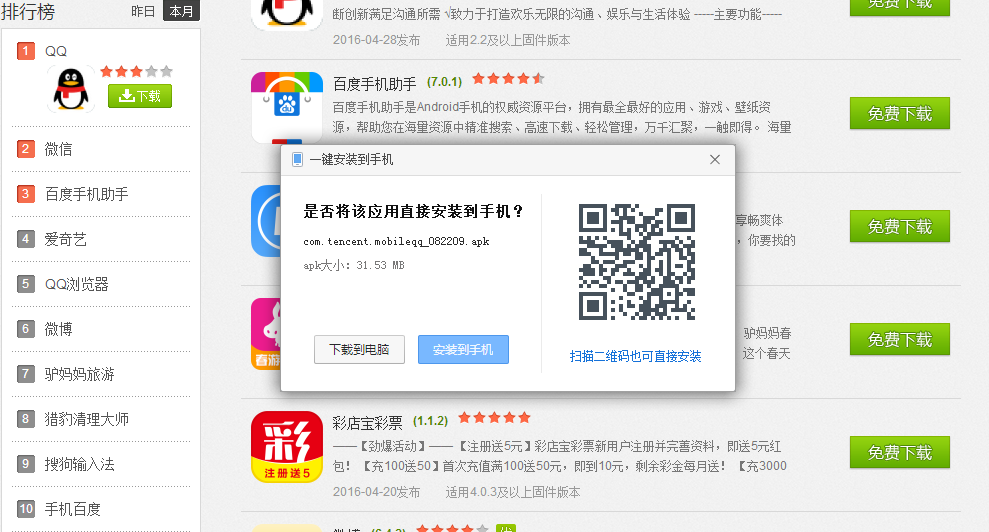 排行榜
昨日 本月
1 QQ
下载
2 微信
3 百度手机助手
4 爱奇艺
5 QQ浏览器
6 微博
7 驴妈妈旅游
8 猎豹清理大师
9 搜狗输入法
10 手机百度
断创新满足沟通所需 √致力于打造欢乐无限的沟通、娱乐与生活体验 -----主要功能-----
2016-04-28发布 适用2.2及以上固件版本
免费下载
百度手机助手 (7.0.1)
百度手机助手是Android手机的权威资源平台，拥有最全最好的应用、游戏、壁纸资
源，帮助您在海量资源中精准搜索、高速下载、轻松管理，万千汇聚，一触即得。 海量
免费下载
一键安装到手机
是否将该应用直接安装到手机？
com.tencent.mobileqq_082209.apk
apk大小: 31.53 MB
下载到电脑 安装到手机
扫描二维码也可直接安装
享畅爽体
，你要找的
免费下载
春游
驴妈妈春
这个春天
免费下载
彩
注册送5
彩店宝彩票 (1.1.2)
——【劲爆活动】——【注册送5元】彩店宝彩票新用户注册并完善资料，即送5元红
包！【充100送50】首次充值满100送50元，即到10元，剩余彩金每月送！【充3000
2016-04-20发布 适用4.0.3及以上固件版本
免费下载